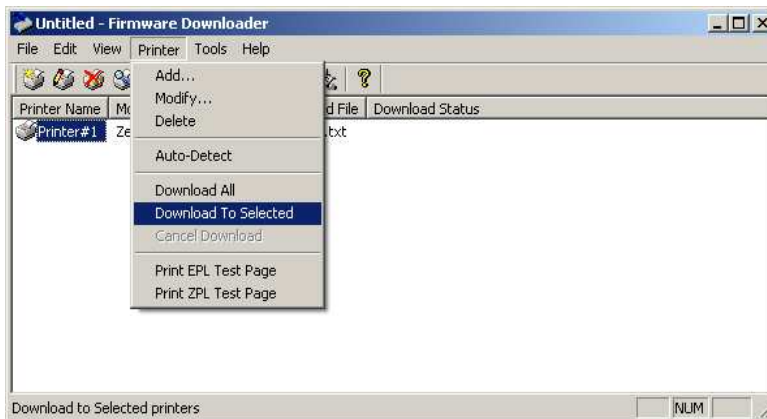 Untitled - Firmware Downloader
File Edit View Printer Tools Help
Printer Name d File Download Status
Printer#1 .txt
Add...
Modify...
Delete
Auto-Detect
Download All
Download To Selected
Cancel Download
Print EPL Test Page
Print ZPL Test Page
Download to Selected printers NUM